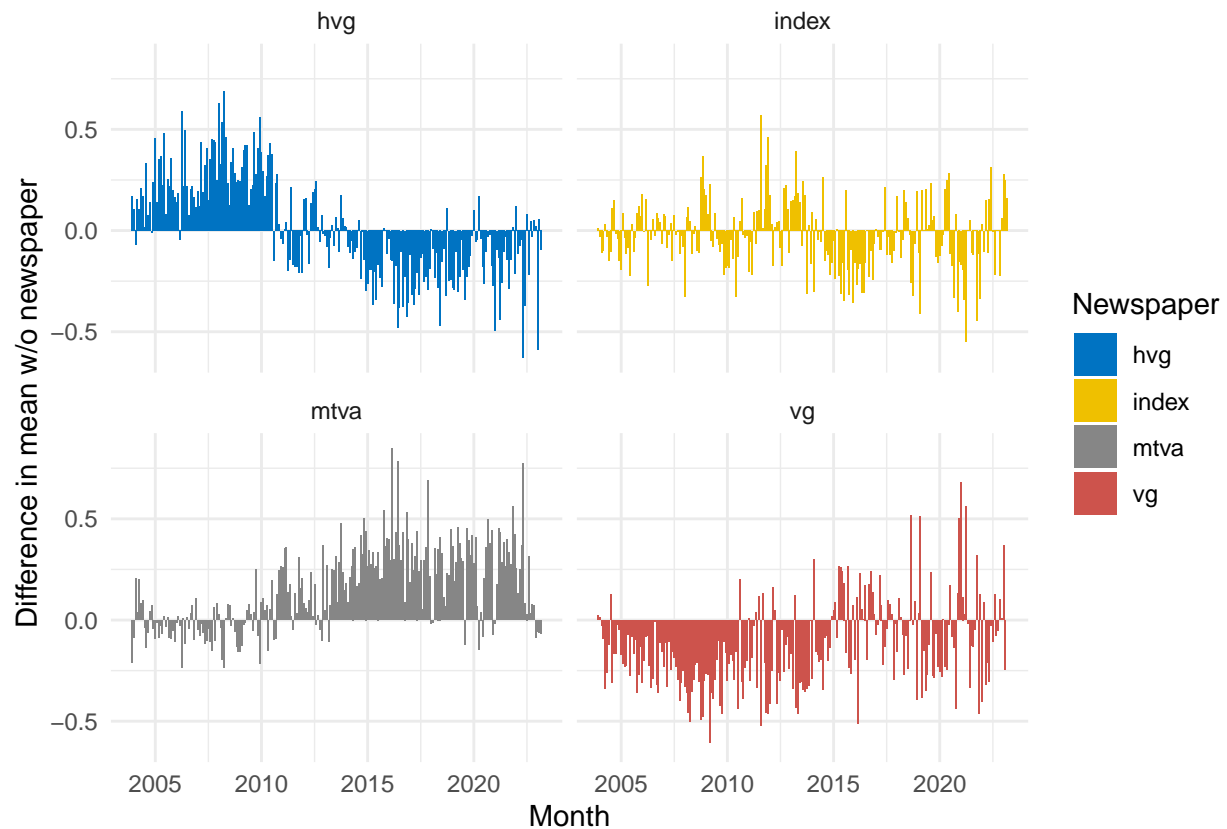 hvg
index
0.5
0.0
−0.5
mtva
vg
0.5
0.0
−0.5
2005 2010 2015 2020
2005 2010 2015 2020
Month
Difference in mean w/o newspaper
Newspaper
hvg
index
mtva
vg